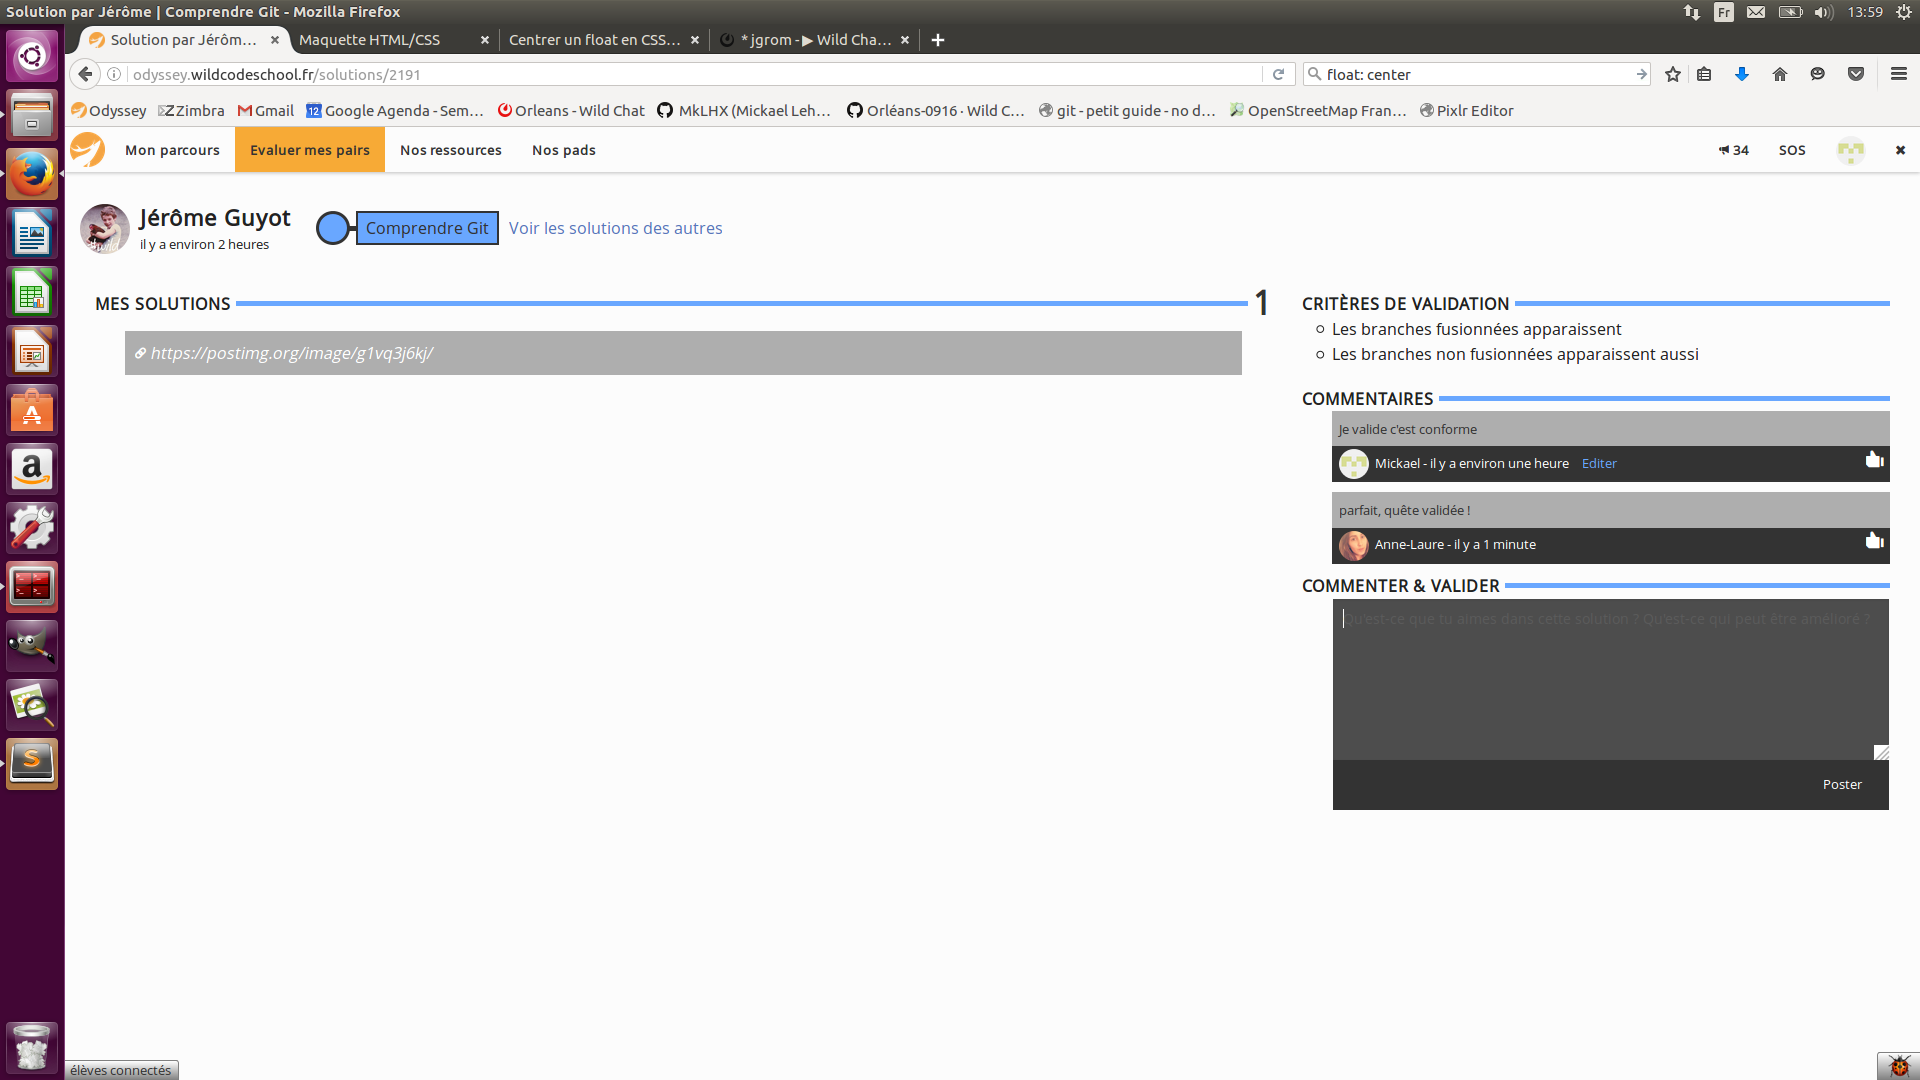 Solution par Jérôme | Comprendre Git - Mozilla Firefox
Fr
13:59
Solution par Jérôm…
Maquette HTML/CSS
Centrer un float en CSS…
* jgrom - ▶ Wild Cha…
odyssey.wildcodeschool.fr/solutions/2191
float: center
Odyssey
Zimbra
Gmail
12
Google Agenda - Sem…
Orleans - Wild Chat
MkLHX (Mickael Leh…
Orléans-0916 · Wild C…
git - petit guide - no d…
OpenStreetMap Fran…
Pixlr Editor
Mon parcours
Evaluer mes pairs
Nos ressources
Nos pads
34
SOS
Jérôme Guyot
il y a environ 2 heures
Comprendre Git
Voir les solutions des autres
MES SOLUTIONS
1
https://postimg.org/image/g1vq3j6kj/
CRITÈRES DE VALIDATION
Les branches fusionnées apparaissent
Les branches non fusionnées apparaissent aussi
COMMENTAIRES
Je valide c'est conforme
Mickael - il y a environ une heure
Editer
parfait, quête validée !
Anne-Laure - il y a 1 minute
COMMENTER & VALIDER
Qu'est-ce que tu aimes dans cette solution ? Qu'est-ce qui peut être amélioré ?
Poster
élèves connectés